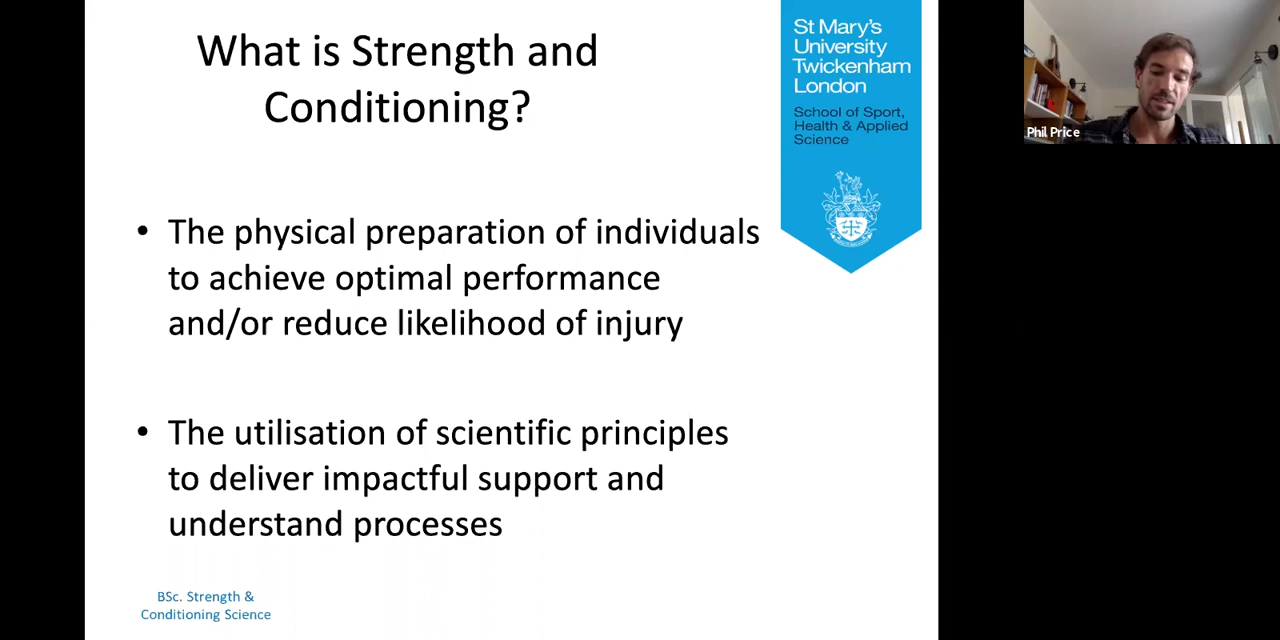 What is Strength and
Conditioning?
St Mary's
University
Twickenham
London
School of Sport,
Health & Applied
Science
Phil Price
• The physical preparation of individuals
to achieve optimal performance
and/or reduce likelihood of injury
• The utilisation of scientific principles
to deliver impactful support and
understand processes
BSc. Strength &
Conditioning Science